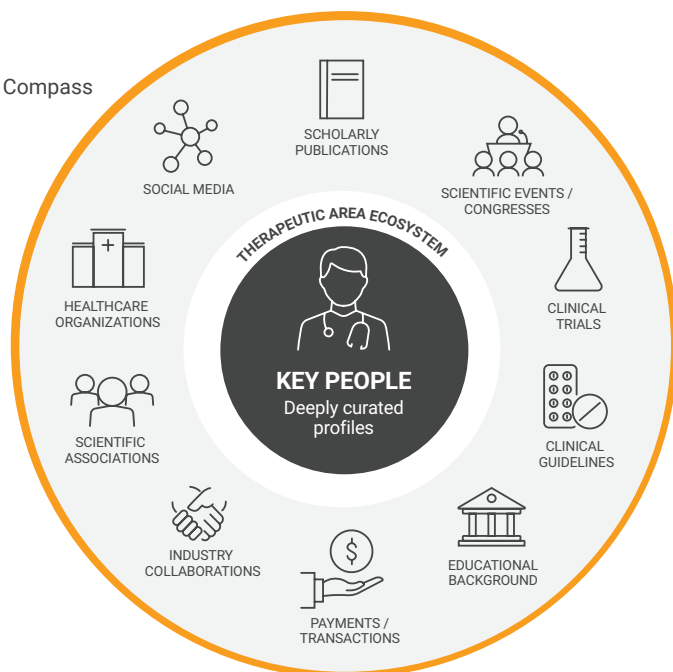 Compass
SCHOLARLY
PUBLICATIONS
SOCIAL MEDIA
SCIENTIFIC EVENTS /
CONGRESSES
THERAPEUTIC AREA ECOSYSTEM
HEALTHCARE
ORGANIZATIONS
CLINICAL
TRIALS
KEY PEOPLE
Deeply curated
profiles
SCIENTIFIC
ASSOCIATIONS
CLINICAL
GUIDELINES
INDUSTRY
COLLABORATIONS
EDUCATIONAL
BACKGROUND
$
PAYMENTS /
TRANSACTIONS